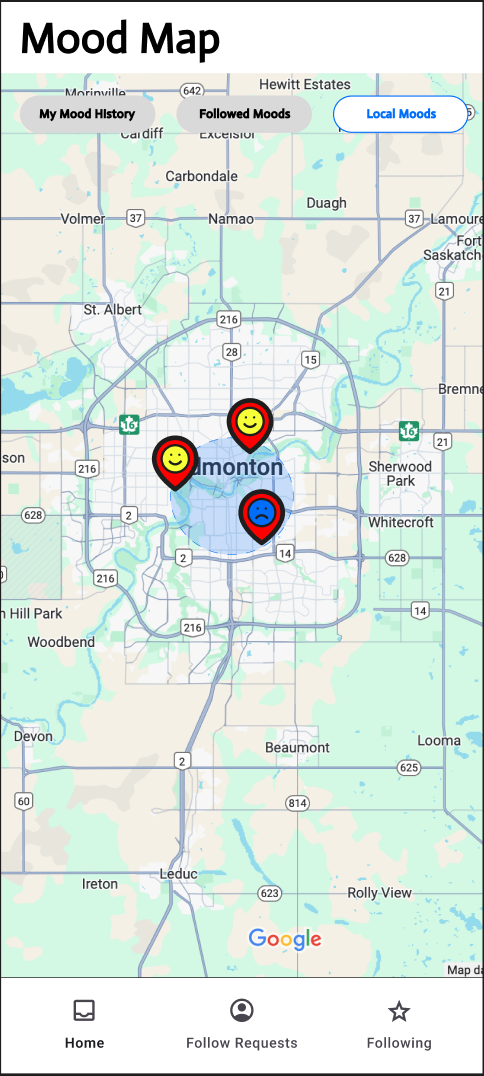 Mood Map
Hewitt Estates
Morinville
642
My Mood History
Followed Moods
Local Moods
Cardiff
Excelsior
Carbondale
Duagh
Volmer
37
Namao
37
Lamoure
Fort
Saskatch
21
St. Albert
216
28
15
Bremne
16
16
21
son
dmonton
216
Sherwood
Park
628
2
Whitecroft
2
14
628
216
14
n Hill Park
216
Woodbend
Devon
Looma
Beaumont
2
625
60
814
Leduc
Ireton
623
Rolly View
Google
Map da
Home
Follow Requests
Following